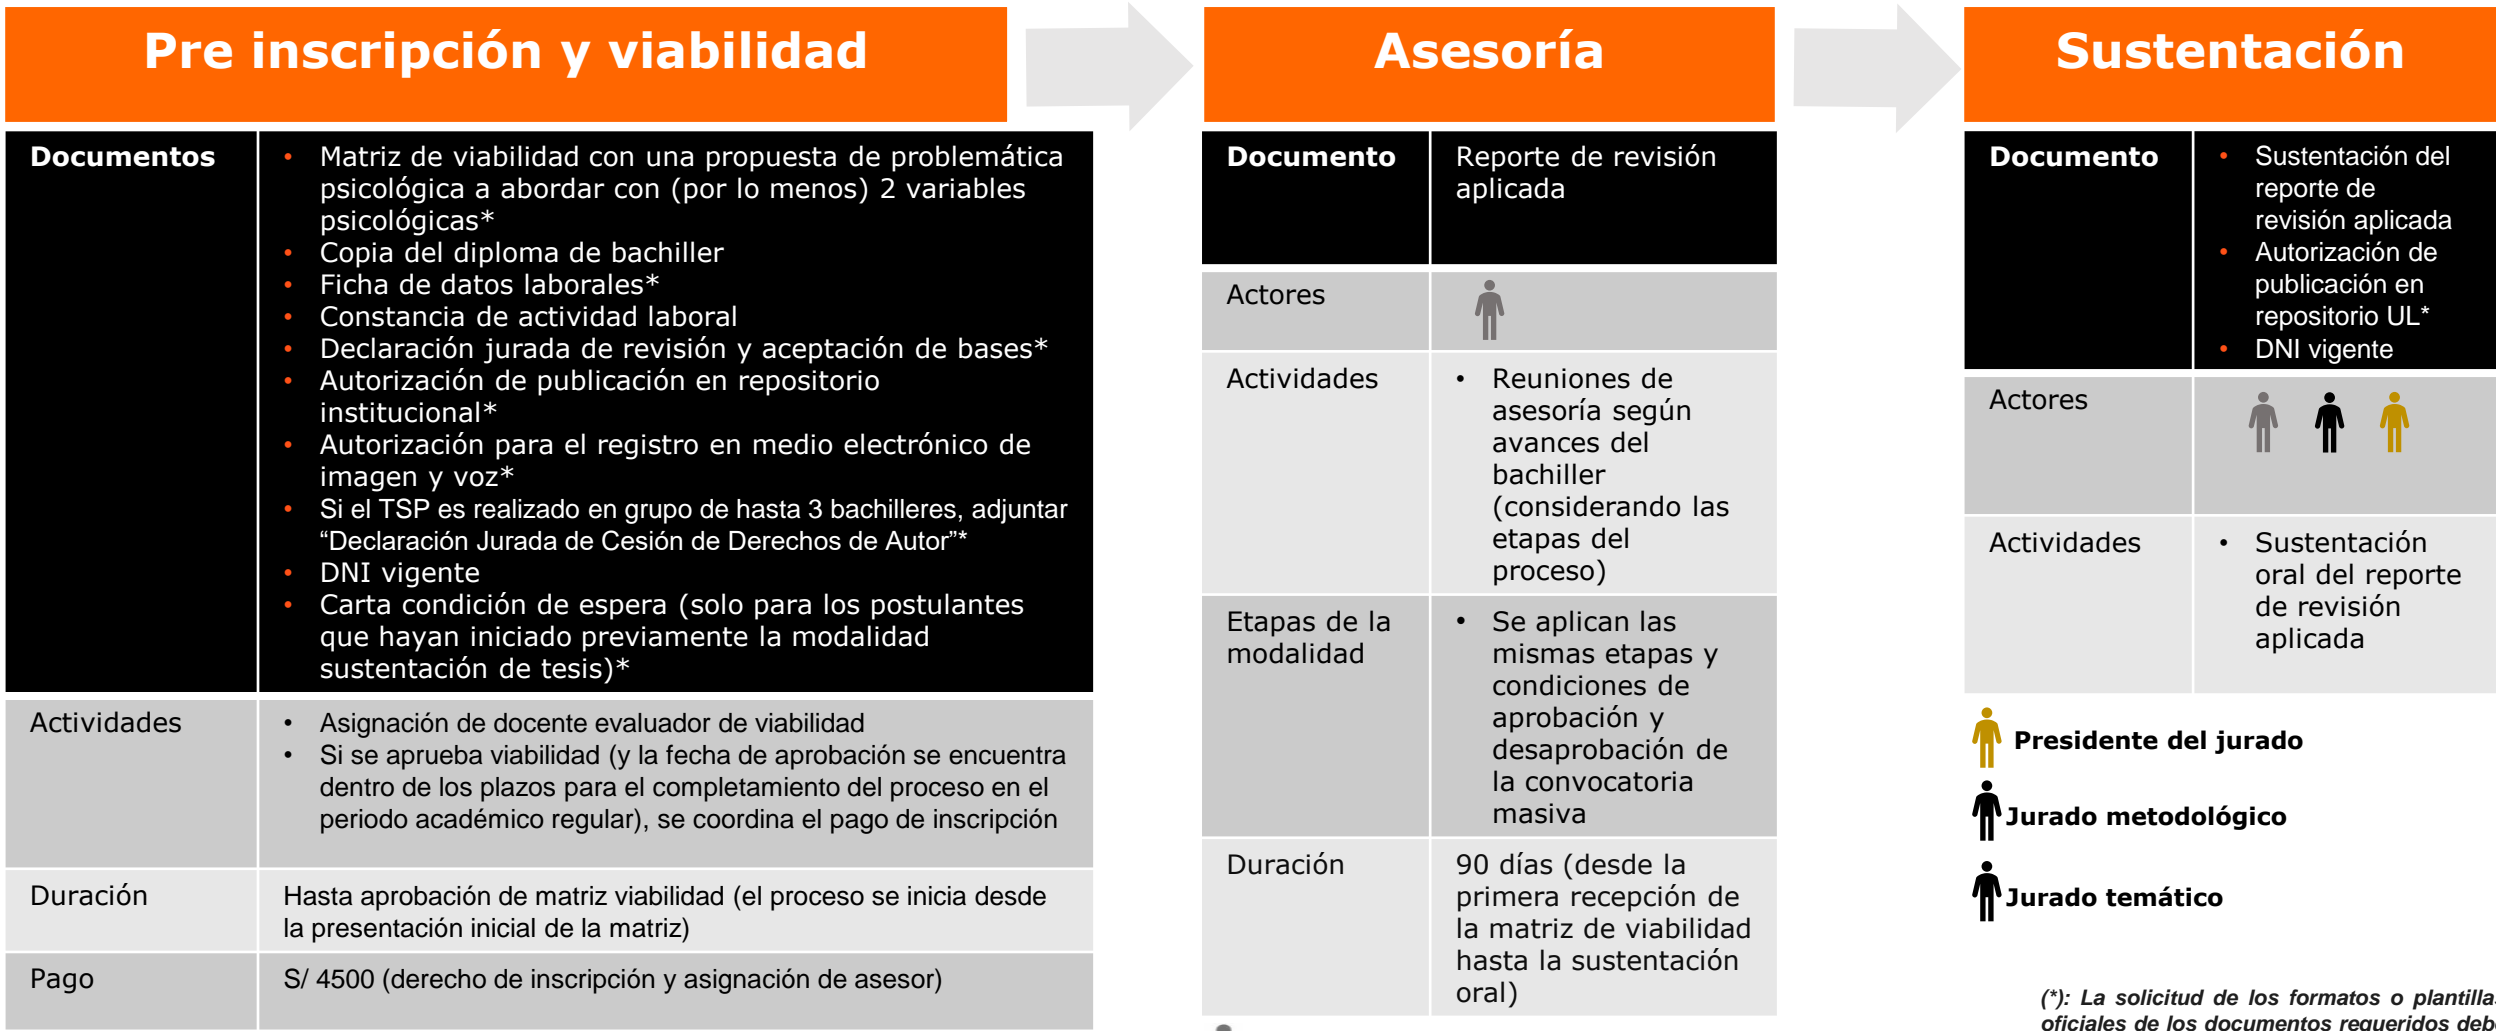 Pre inscripción y viabilidad
Documentos
• Matriz de viabilidad con una propuesta de problemática
psicológica a abordar con (por lo menos) 2 variables
psicológicas*
• Copia del diploma de bachiller
• Ficha de datos laborales*
• Constancia de actividad laboral
• Declaración jurada de revisión y aceptación de bases*
• Autorización de publicación en repositorio
institucional*
• Autorización para el registro en medio electrónico de
imagen y voz*
• Si el TSP es realizado en grupo de hasta 3 bachilleres, adjuntar
“Declaración Jurada de Cesión de Derechos de Autor”*
• DNI vigente
• Carta condición de espera (solo para los postulantes
que hayan iniciado previamente la modalidad
sustentación de tesis)*
Actividades
• Asignación de docente evaluador de viabilidad
• Si se aprueba viabilidad (y la fecha de aprobación se encuentra
dentro de los plazos para el completamiento del proceso en el
periodo académico regular), se coordina el pago de inscripción
Duración
Hasta aprobación de matriz viabilidad (el proceso se inicia desde
la presentación inicial de la matriz)
Pago
S/ 4500 (derecho de inscripción y asignación de asesor)
Asesoría
Documento
Reporte de revisión
aplicada
Actores
Actividades
• Reuniones de
asesoría según
avances del
bachiller
(considerando las
etapas del
proceso)
Etapas de la
modalidad
• Se aplican las
mismas etapas y
condiciones de
aprobación y
desaprobación de
la convocatoria
masiva
Duración
90 días (desde la
primera recepción de
la matriz de viabilidad
hasta la sustentación
oral)
Sustentación
Documento
• Sustentación del
reporte de
revisión aplicada
• Autorización de
publicación en
repositorio UL*
• DNI vigente
Actores
Actividades
• Sustentación
oral del reporte
de revisión
aplicada
Presidente del jurado
Jurado metodológico
Jurado temático
(*): La solicitud de los formatos o plantillas
oficiales de los documentos requeridos debe